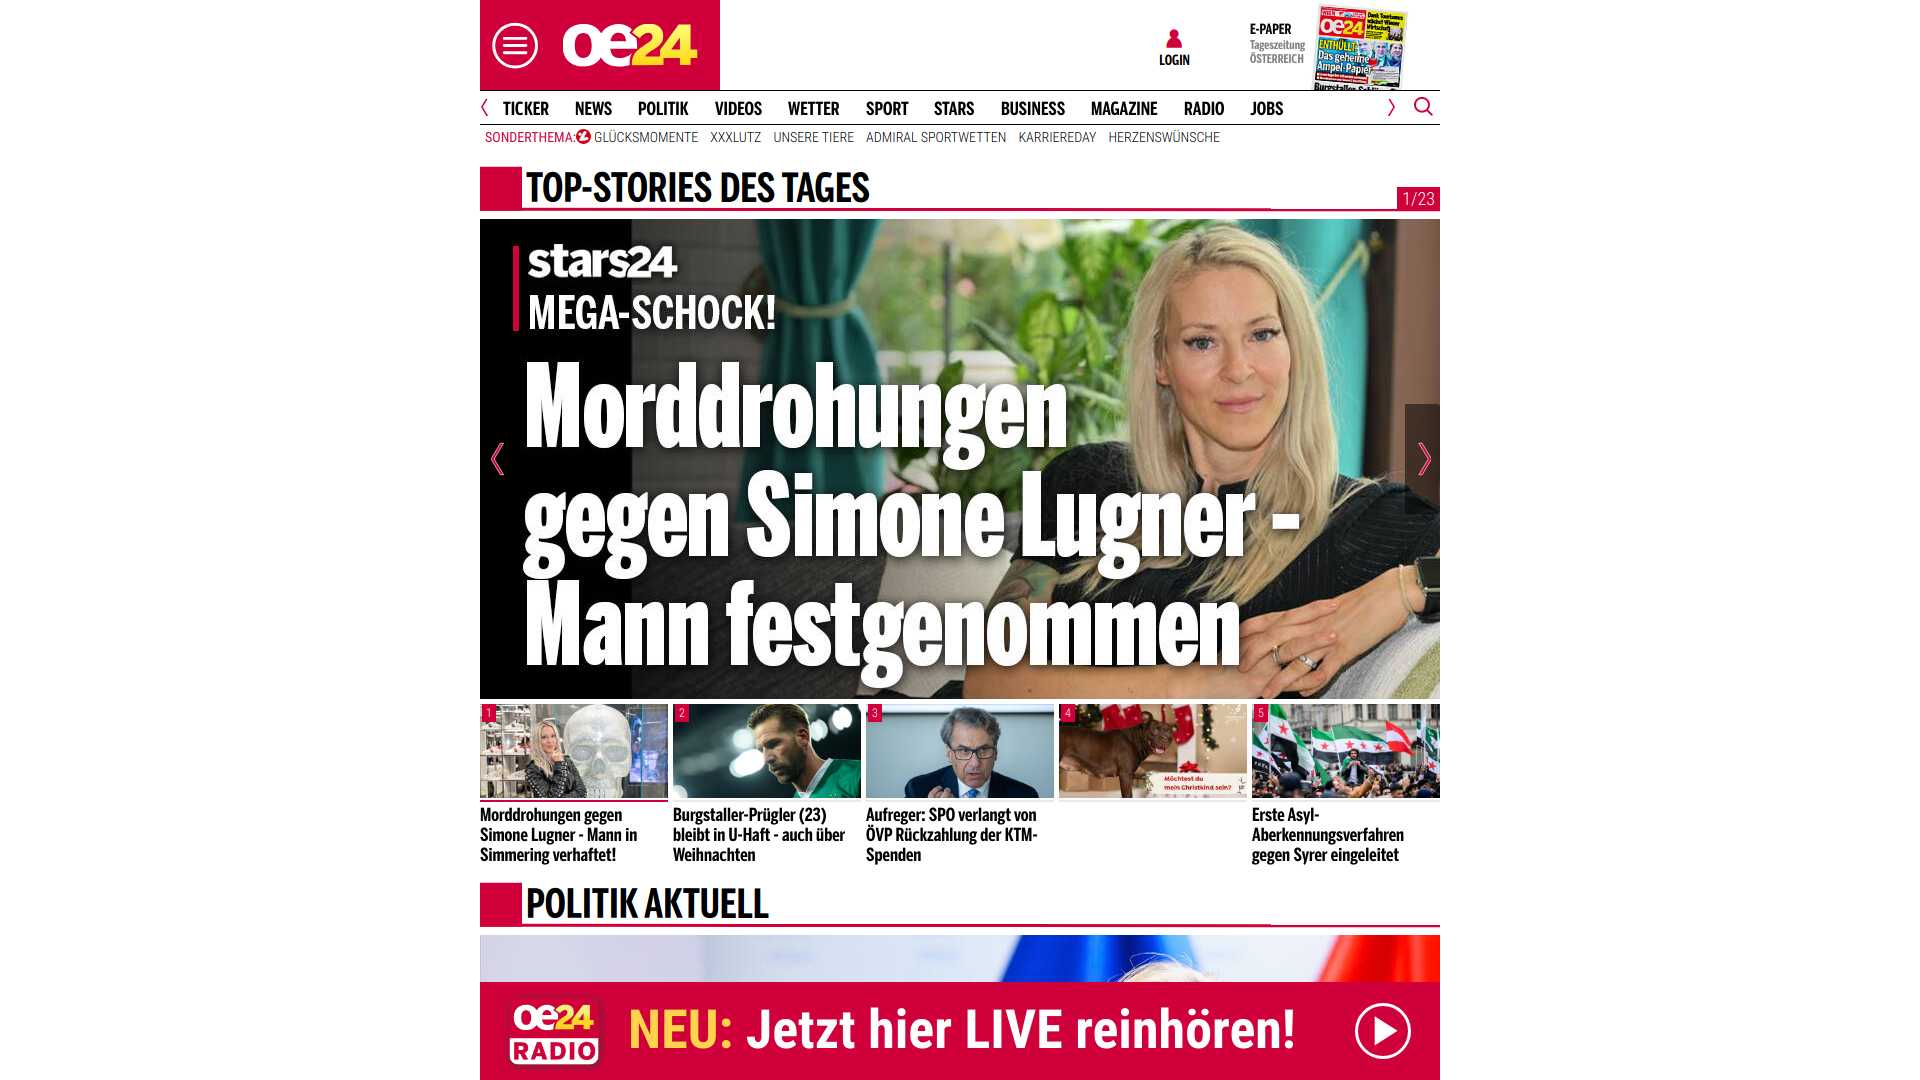 oe24
LOGIN
E-PAPER
Tageszeitung
ÖSTERREICH
oe24
ENTHÜLLT:
Das geheime
Ampel-Papier
TICKER NEWS POLITIK VIDEOS WETTER SPORT STARS BUSINESS MAGAZINE RADIO JOBS
SONDERTHEMA: GLÜCKSMOMENTE XXXLUTZ UNSERE TIERE ADMIRAL SPORTWETTEN KARRIEREDAY HERZENSWÜNSCHE
TOP-STORIES DES TAGES
1/23
stars24
MEGA-SCHOCK!
Morddrohungen
gegen Simone Lugner -
Mann festgenommen
1
2
3
4
5
Möchtest du
mein Christkind sein?
Morddrohungen gegen
Simone Lugner - Mann in
Simmering verhaftet!
Burgstaller-Prügler (23)
bleibt in U-Haft - auch über
Weihnachten
Aufreger: SPO verlangt von
ÖVP Rückzahlung der KTM-
Spenden
Erste Asyl-
Aberkennungsverfahren
gegen Syrer eingeleitet
POLITIK AKTUELL
oe24
RADIO
NEU: Jetzt hier LIVE reinhören!